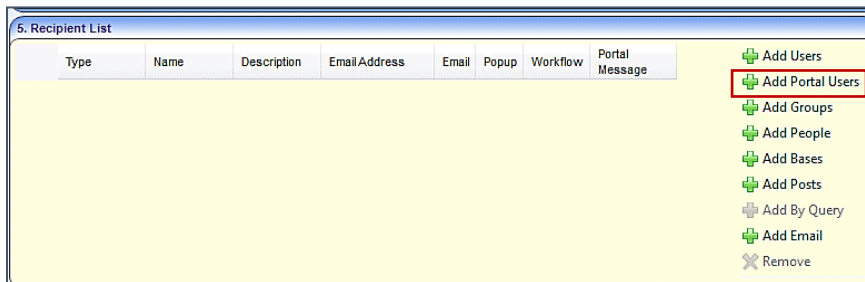 5. Recipient List
Type Name Description Email Address Email Popup Workflow Portal Message
Add Users
Add Portal Users
Add Groups
Add People
Add Bases
Add Posts
Add By Query
Add Email
Remove